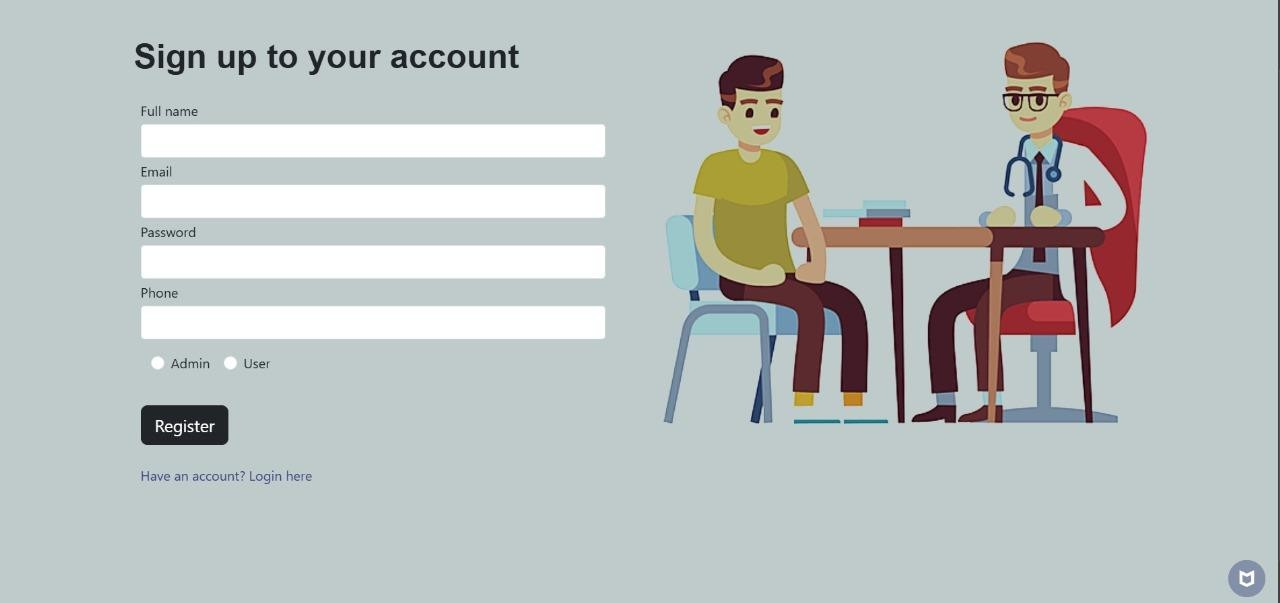 Sign up to your account
Full name
Email
Password
Phone
Admin User
Register
Have an account? Login here